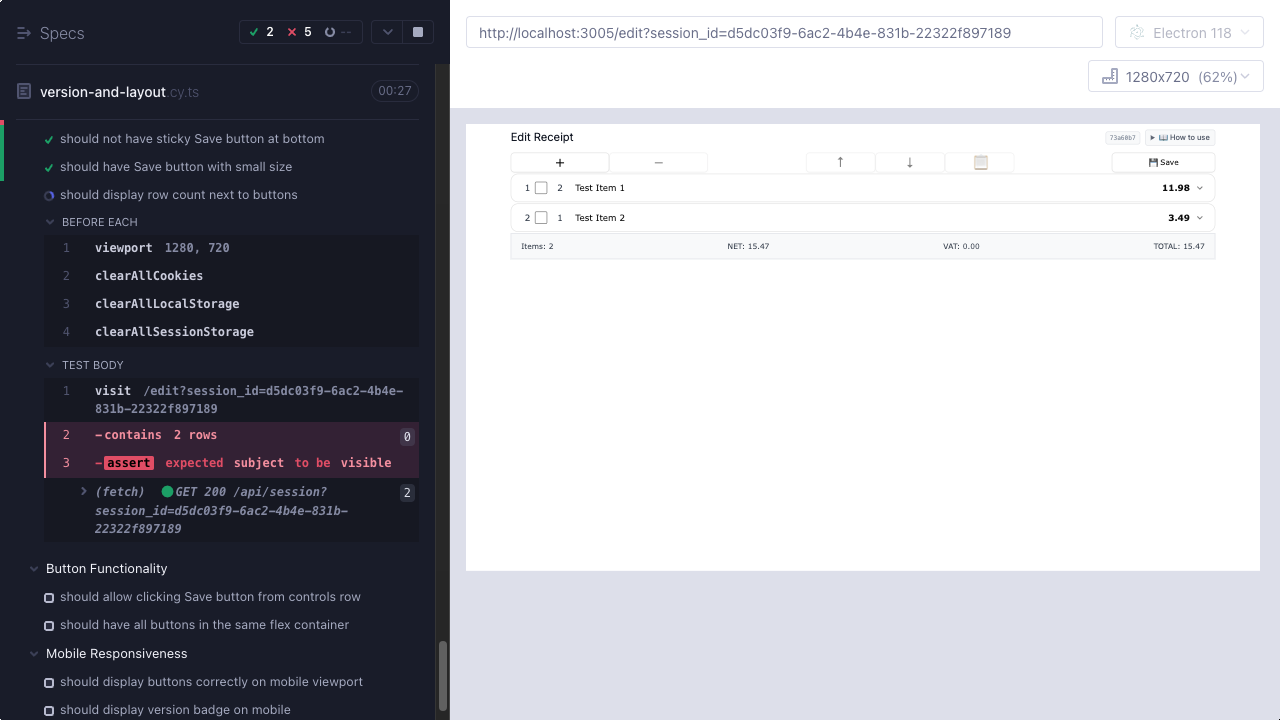 Specs
2
5
--
version-and-layout.cy.ts
00:27
should not have sticky Save button at bottom
should have Save button with small size
should display row count next to buttons
BEFORE EACH
1 viewport 1280, 720
2 clearAllCookies
3 clearAllLocalStorage
4 clearAllSessionStorage
TEST BODY
1 visit /edit?session_id=d5dc03f9-6ac2-4b4e-
831b-22322f897189
2 -contains 2 rows 0
3 -assert expected subject to be visible
(fetch) GET 200 /api/session? 2
session_id=d5dc03f9-6ac2-4b4e-831b-
22322f897189
Button Functionality
should allow clicking Save button from controls row
should have all buttons in the same flex container
Mobile Responsiveness
should display buttons correctly on mobile viewport
should display version badge on mobile
http://localhost:3005/edit?session_id=d5dc03f9-6ac2-4b4e-831b-22322f897189
Electron 118
1280x720 (62%)
Edit Receipt
73a60b7
▶ 📖 How to use
+ − ↑ ↓ 📋 💾 Save
1 2 Test Item 1 11.98
2 1 Test Item 2 3.49
Items: 2 NET: 15.47 VAT: 0.00 TOTAL: 15.47